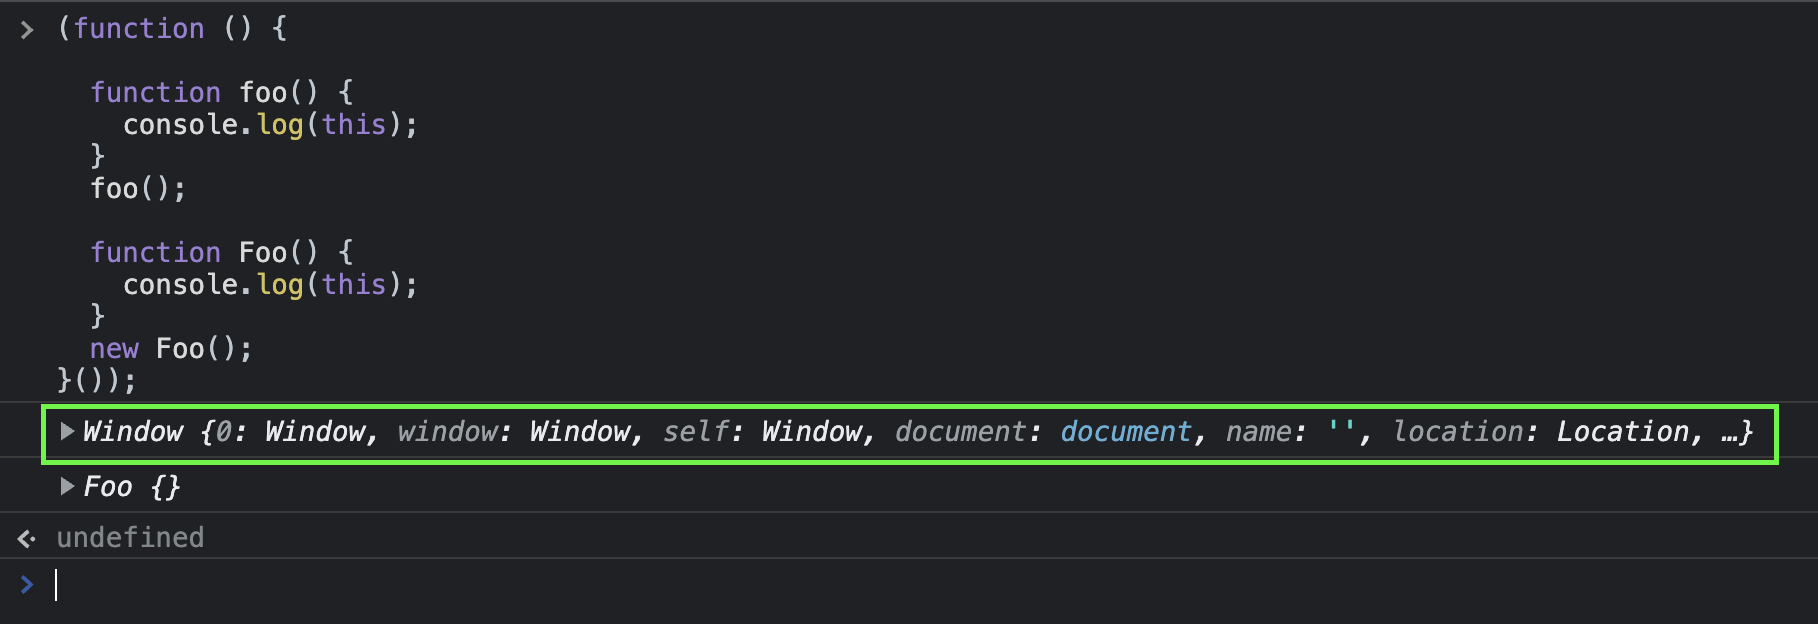 > (function () {
function foo() {
console.log(this);
}
foo();
function Foo() {
console.log(this);
}
new Foo();
}());
▶Window {0: Window, window: Window, self: Window, document: document, name: '', location: Location, …}
▶Foo {}
undefined
>